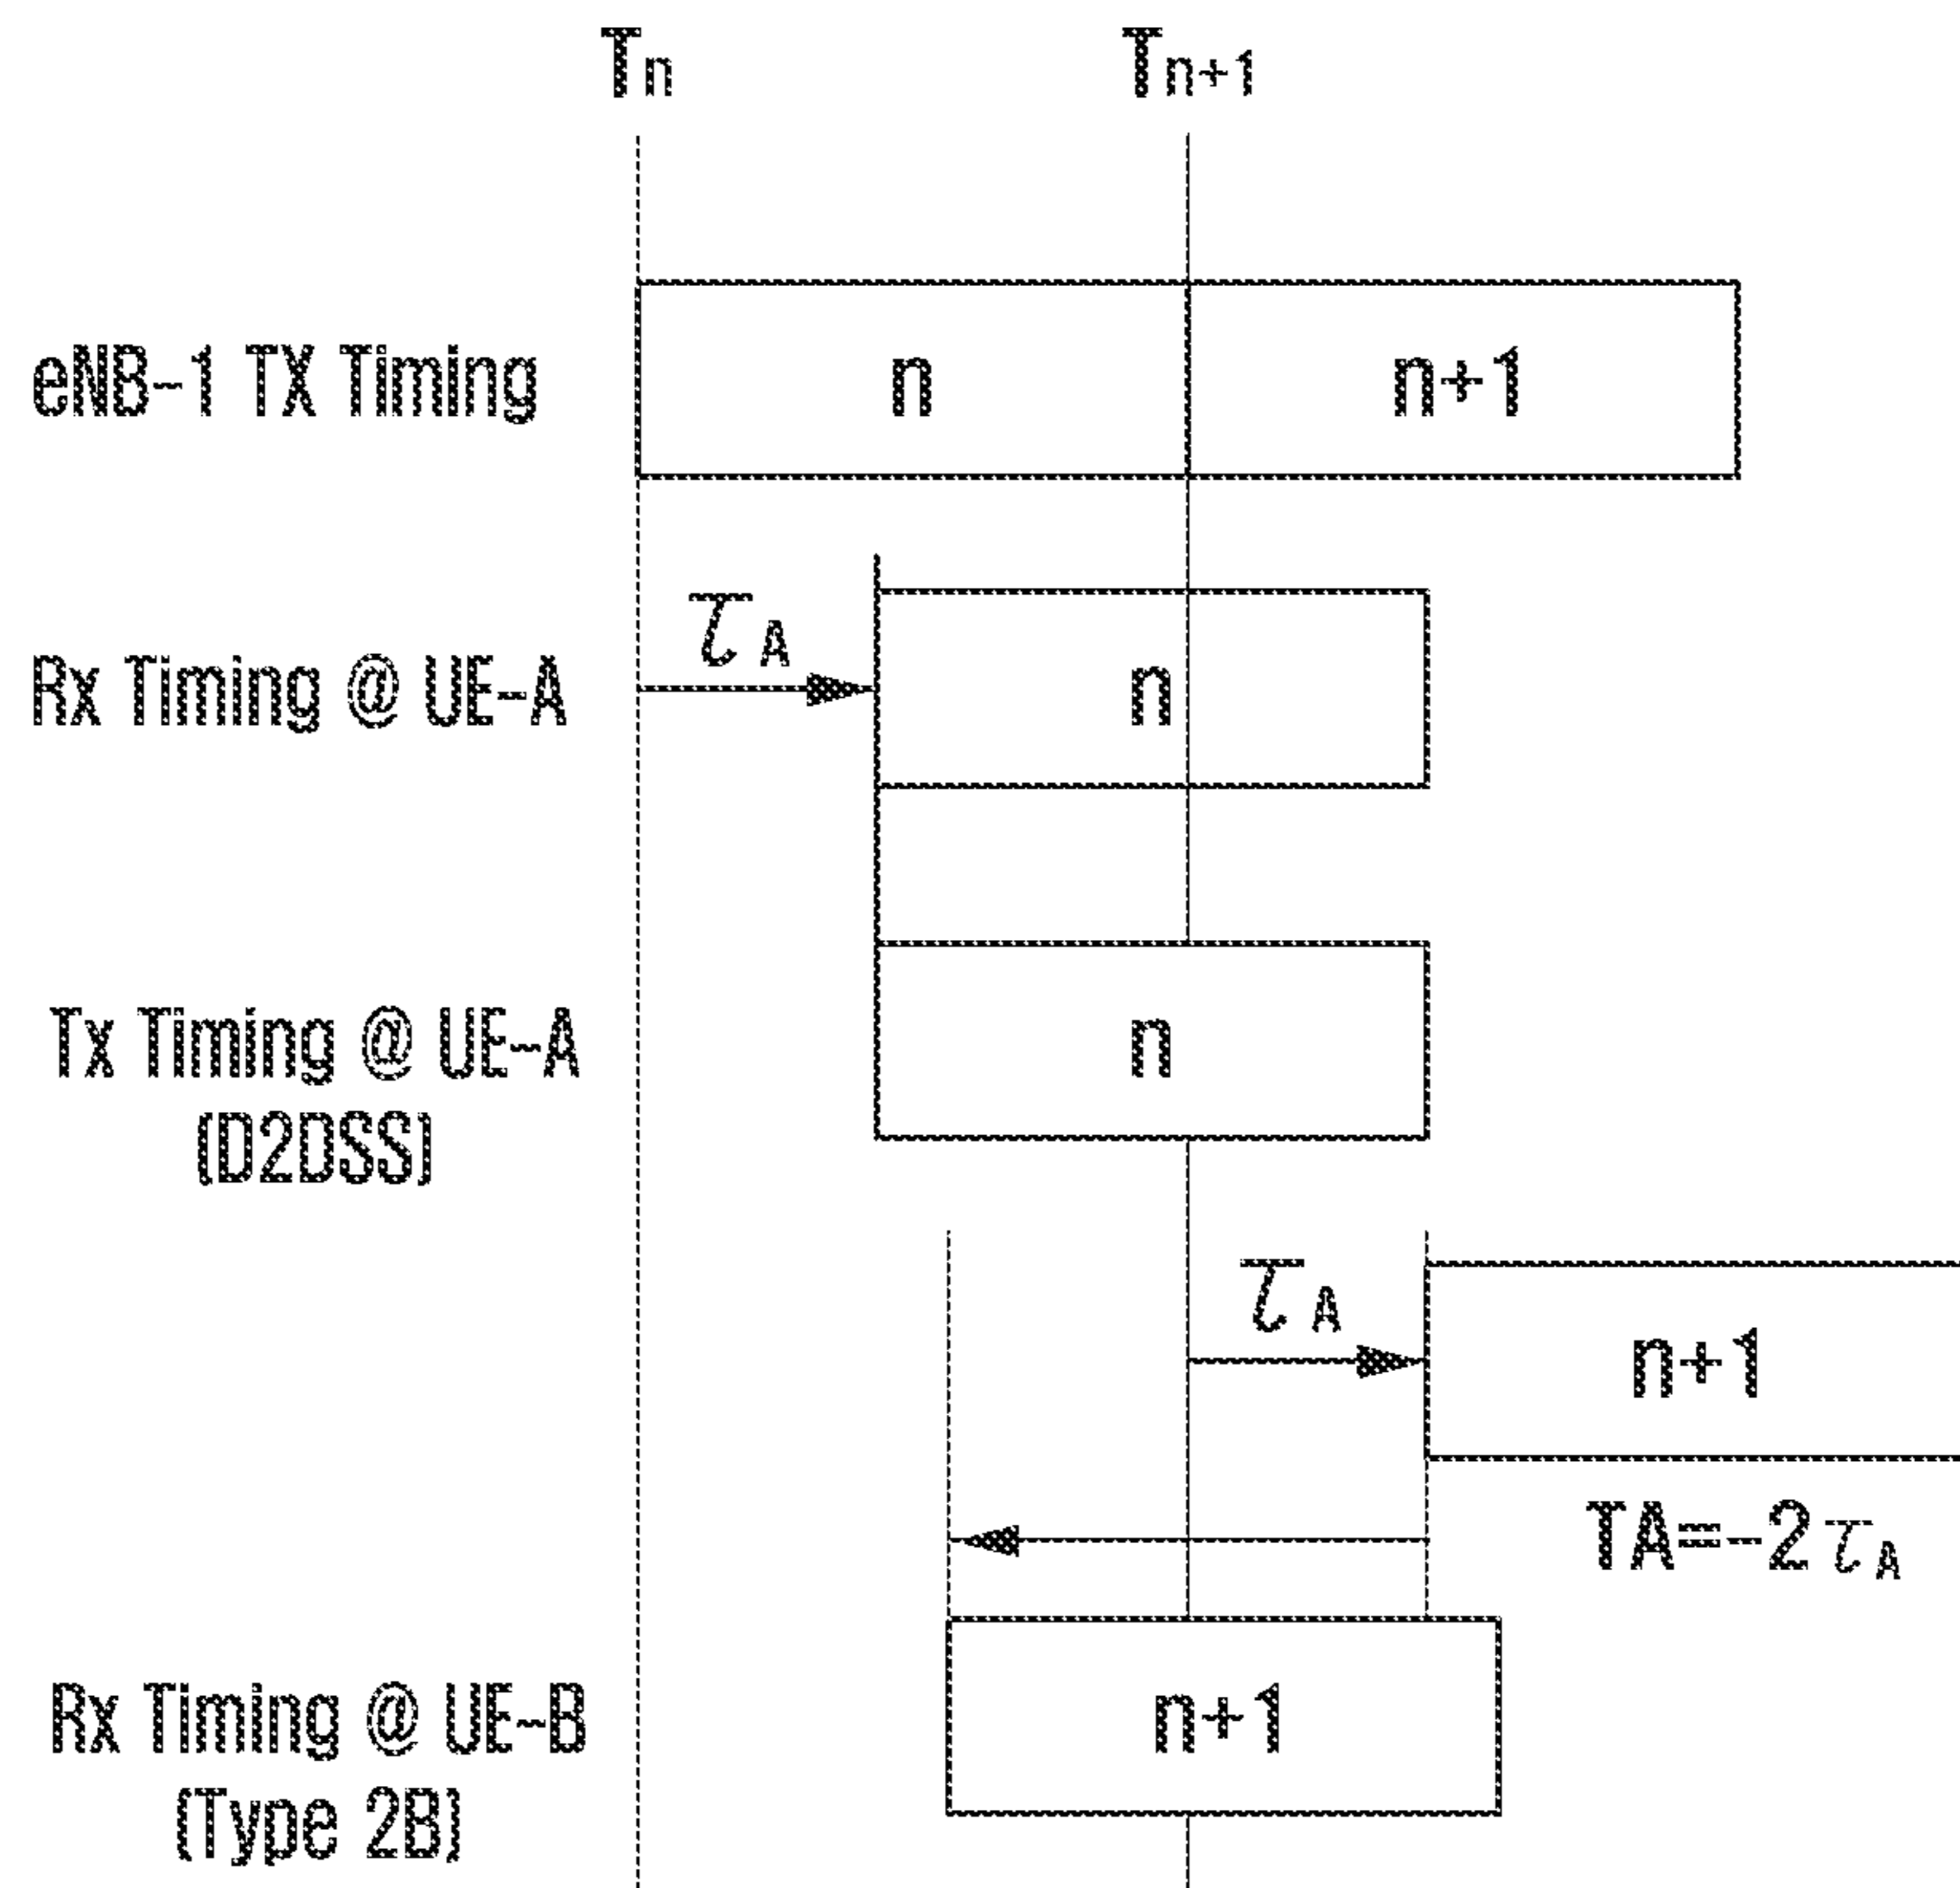 Tn Tn+1
eNB-1 TX Timing n n+1
τA
Rx Timing @ UE-A n
Tx Timing @ UE-A n
(D2DSS)
τA
n+1
TA=-2τA
Rx Timing @ UE-B n+1
(Type 2B)